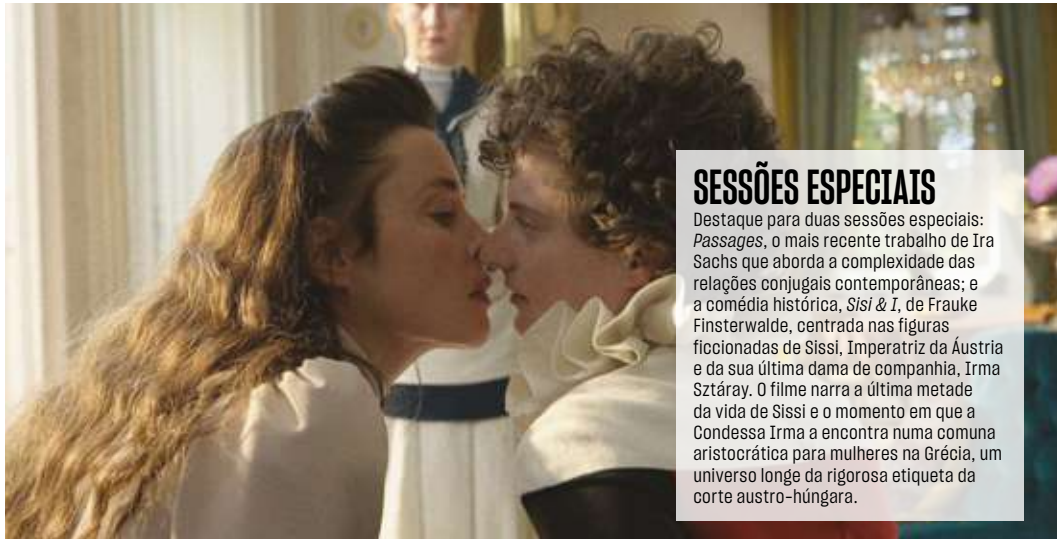 SESSÕES ESPECIAIS
Destaque para duas sessões especiais:
Passages, o mais recente trabalho de Ira
Sachs que aborda a complexidade das
relações conjugais contemporâneas; e
a comédia histórica, Sisi & I, de Frauke
Finsterwalde, centrada nas figuras
ficcionadas de Sissi, Imperatriz da Áustria
e da sua última dama de companhia, Irma
Sztáray. O filme narra a última metade
da vida de Sissi e o momento em que a
Condessa Irma a encontra numa comuna
aristocrática para mulheres na Grécia, um
universo longe da rigorosa etiqueta da
corte austro-húngara.